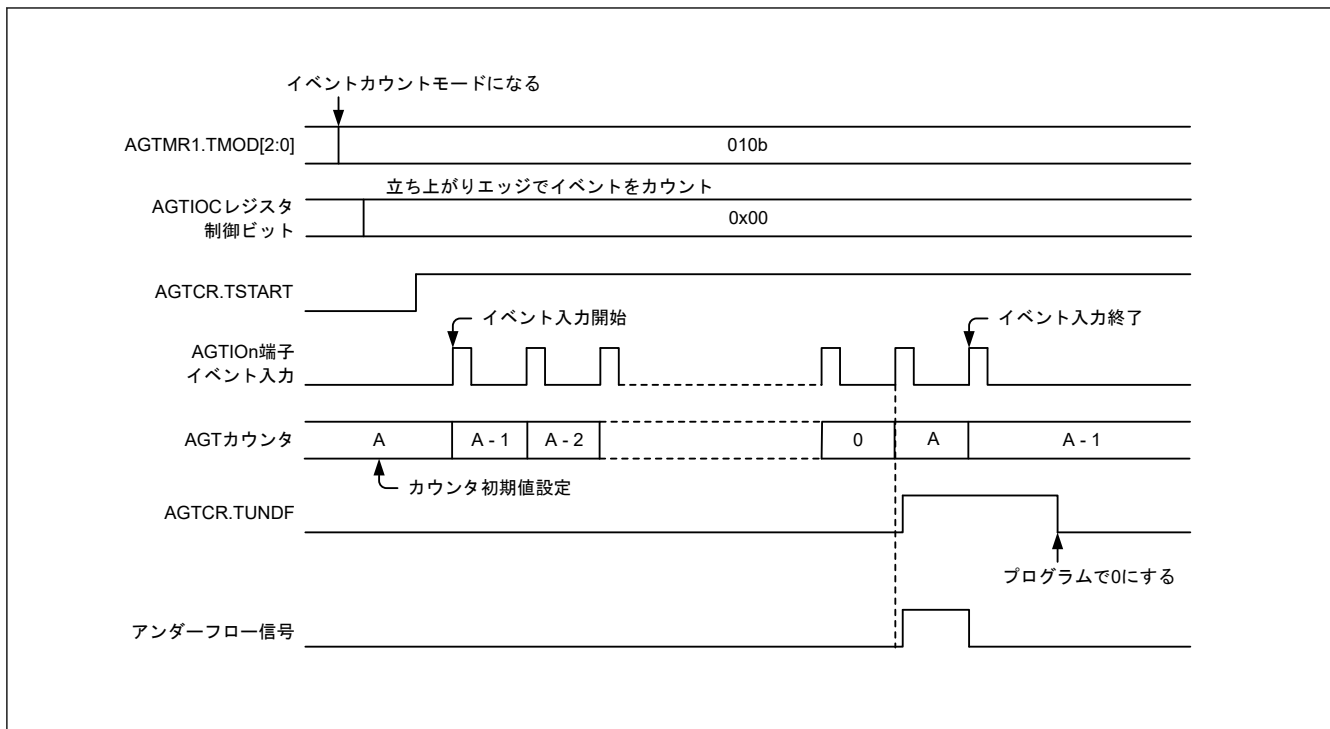 イベントカウントモードになる
AGTMR1.TMOD[2:0]
010b
立ち上がりエッジでイベントをカウント
AGTIOCレジスタ
制御ビット
0x00
AGTCR.TSTART
イベント入力開始
イベント入力終了
AGTIOn端子
イベント入力
AGTカウンタ
A
A - 1
A - 2
0
A
A - 1
カウンタ初期値設定
AGTCR.TUNDF
プログラムで0にする
アンダーフロー信号